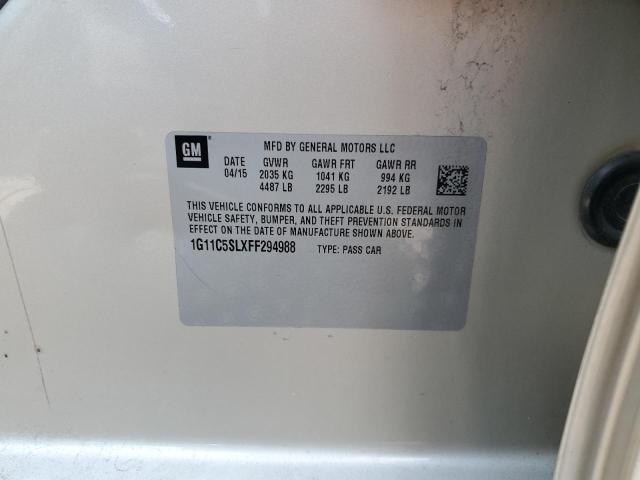 GM
MFD BY GENERAL MOTORS LLC
DATE GVWR GAWR FRT GAWR RR
04/15 2035 KG 1041 KG 994 KG
4487 LB 2295 LB 2192 LB
THIS VEHICLE CONFORMS TO ALL APPLICABLE U.S. FEDERAL MOTOR
VEHICLE SAFETY, BUMPER, AND THEFT PREVENTION STANDARDS IN
EFFECT ON THE DATE OF MANUFACTURE SHOWN ABOVE.
1G11C5SLXFF294988 TYPE: PASS CAR